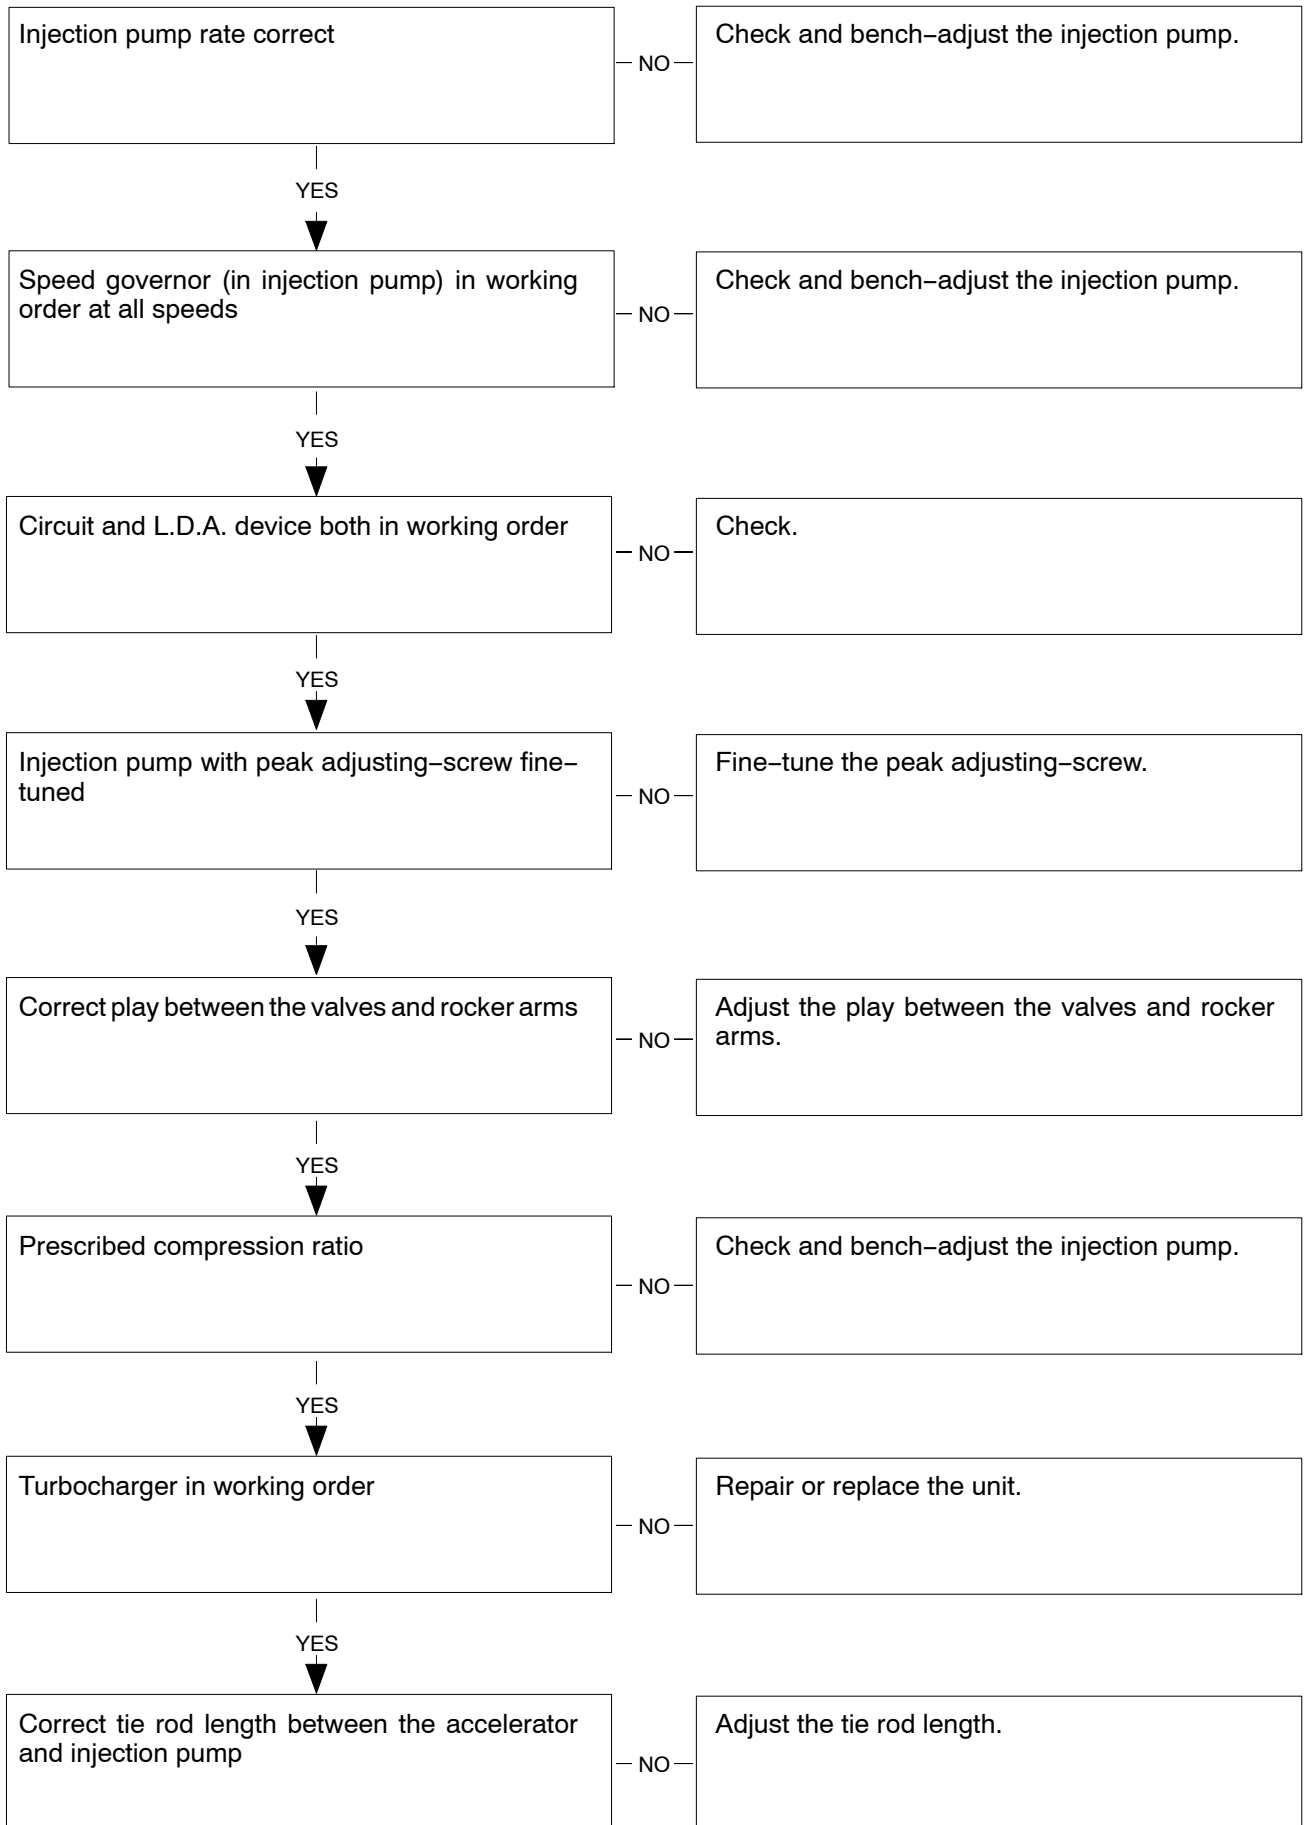 Injection pump rate correct
NO
Check and bench–adjust the injection pump.
YES
Speed governor (in injection pump) in working
order at all speeds
NO
Check and bench–adjust the injection pump.
YES
Circuit and L.D.A. device both in working order
NO
Check.
YES
Injection pump with peak adjusting–screw fine–
tuned
NO
Fine–tune the peak adjusting–screw.
YES
Correct play between the valves and rocker arms
NO
Adjust the play between the valves and rocker
arms.
YES
Prescribed compression ratio
NO
Check and bench–adjust the injection pump.
YES
Turbocharger in working order
NO
Repair or replace the unit.
YES
Correct tie rod length between the accelerator
and injection pump
NO
Adjust the tie rod length.